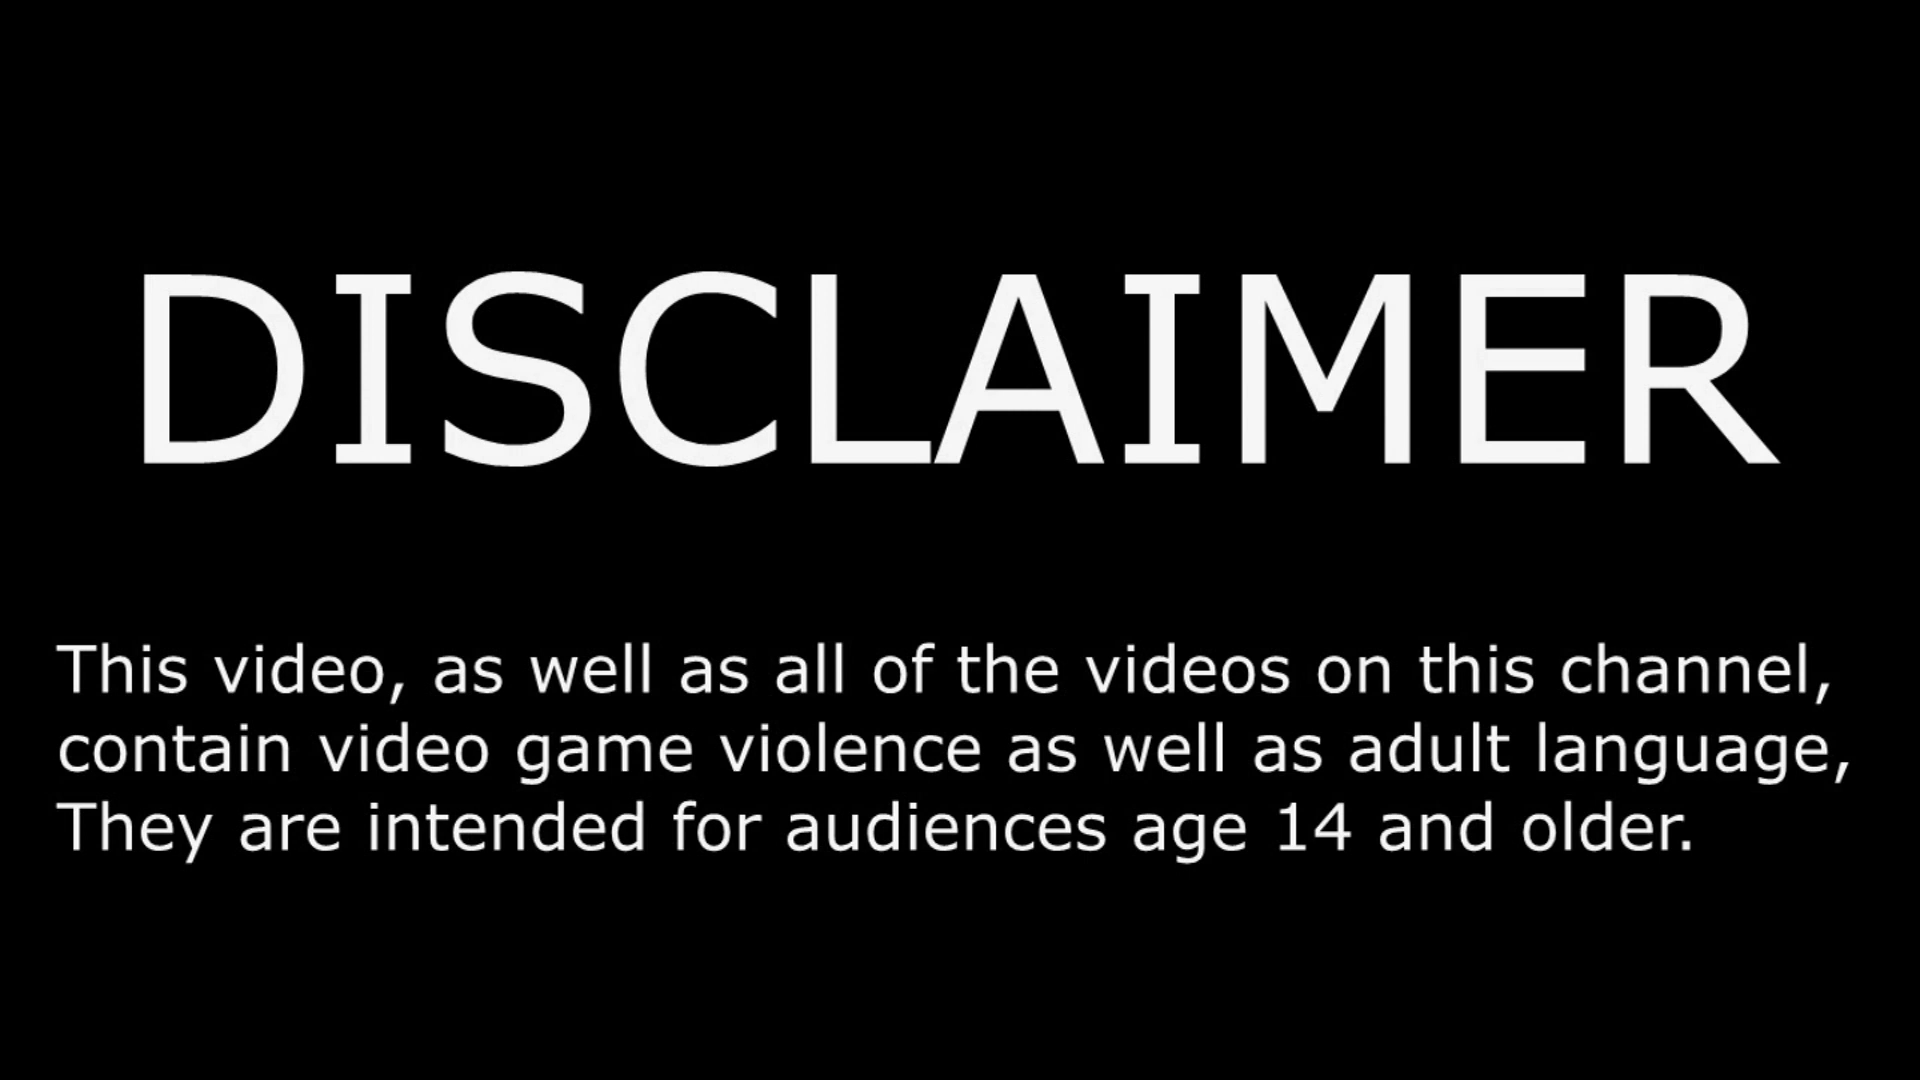 DISCLAIMER
This video, as well as all of the videos on this channel,
contain video game violence as well as adult language,
They are intended for audiences age 14 and older.